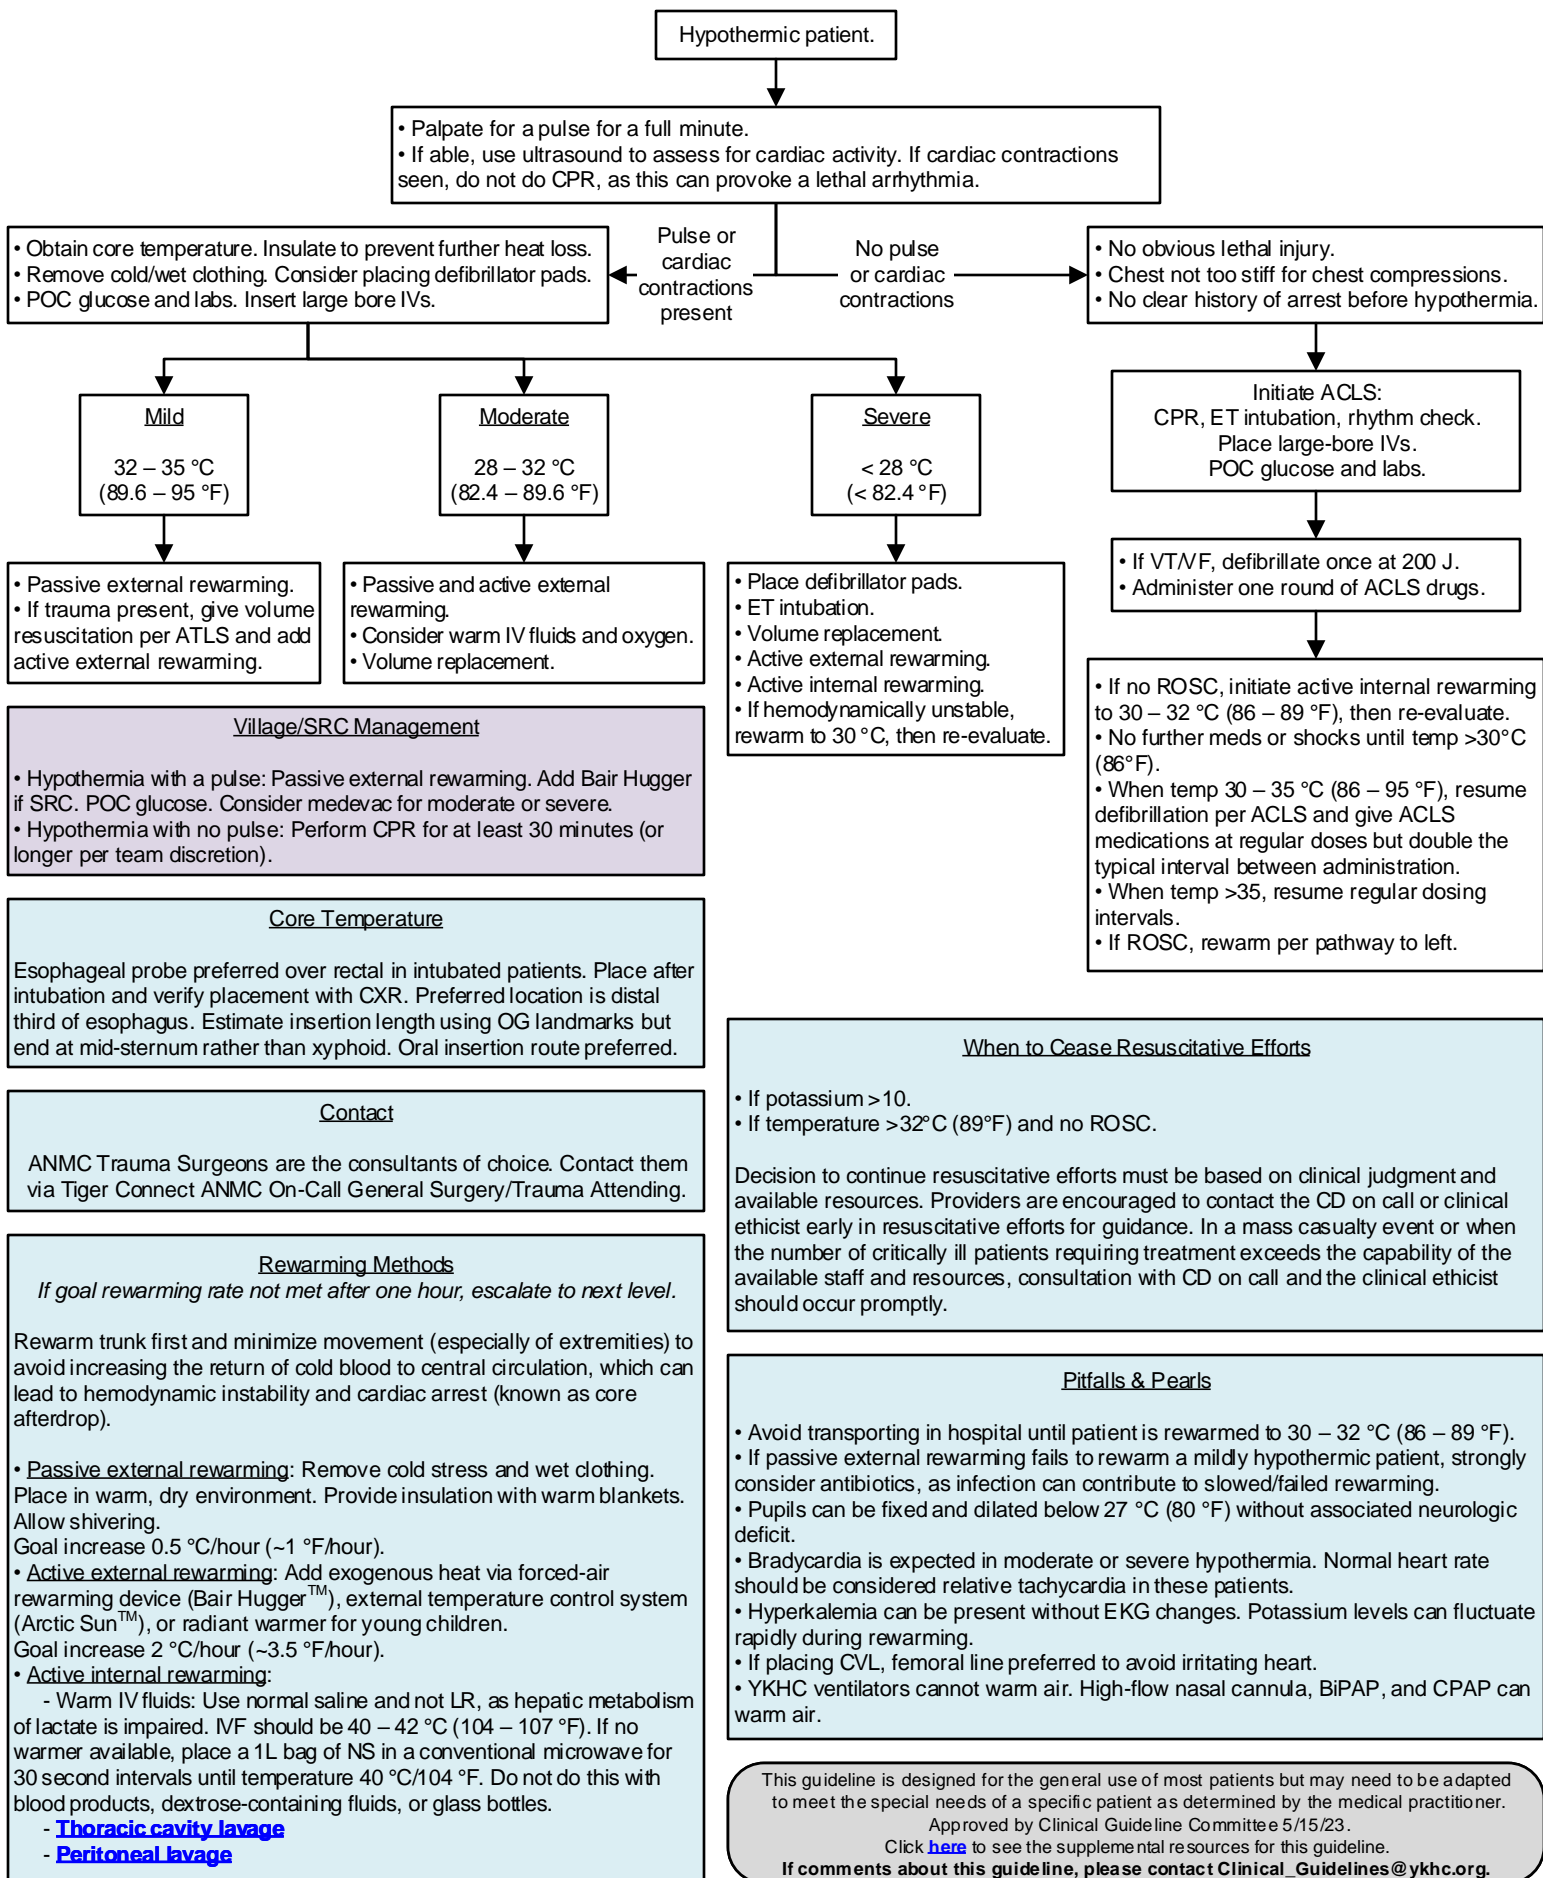 Hypothermic patient.
• Palpate for a pulse for a full minute.
• If able, use ultrasound to assess for cardiac activity. If cardiac contractions
seen, do not do CPR, as this can provoke a lethal arrhythmia.
Pulse or
cardiac
contractions
present
No pulse
or cardiac
contractions
• Obtain core temperature. Insulate to prevent further heat loss.
• Remove cold/wet clothing. Consider placing defibrillator pads.
• POC glucose and labs. Insert large bore IVs.
• No obvious lethal injury.
• Chest not too stiff for chest compressions.
• No clear history of arrest before hypothermia.
Mild
32 – 35 °C
(89.6 – 95 °F)
Moderate
28 – 32 °C
(82.4 – 89.6 °F)
Severe
< 28 °C
(< 82.4 °F)
Initiate ACLS:
CPR, ET intubation, rhythm check.
Place large-bore IVs.
POC glucose and labs.
• Passive external rewarming.
• If trauma present, give volume
resuscitation per ATLS and add
active external rewarming.
• Passive and active external
rewarming.
• Consider warm IV fluids and oxygen.
• Volume replacement.
• Place defibrillator pads.
• ET intubation.
• Volume replacement.
• Active external rewarming.
• Active internal rewarming.
• If hemodynamically unstable,
rewarm to 30 °C, then re-evaluate.
• If VT/VF, defibrillate once at 200 J.
• Administer one round of ACLS drugs.
• If no ROSC, initiate active internal rewarming
to 30 – 32 °C (86 – 89 °F), then re-evaluate.
• No further meds or shocks until temp >30°C
(86°F).
• When temp 30 – 35 °C (86 – 95 °F), resume
defibrillation per ACLS and give ACLS
medications at regular doses but double the
typical interval between administration.
• When temp >35, resume regular dosing
intervals.
• If ROSC, rewarm per pathway to left.
Village/SRC Management
• Hypothermia with a pulse: Passive external rewarming. Add Bair Hugger
if SRC. POC glucose. Consider medevac for moderate or severe.
• Hypothermia with no pulse: Perform CPR for at least 30 minutes (or
longer per team discretion).
Core Temperature
Esophageal probe preferred over rectal in intubated patients. Place after
intubation and verify placement with CXR. Preferred location is distal
third of esophagus. Estimate insertion length using OG landmarks but
end at mid-sternum rather than xyphoid. Oral insertion route preferred.
Contact
ANMC Trauma Surgeons are the consultants of choice. Contact them
via Tiger Connect ANMC On-Call General Surgery/Trauma Attending.
Rewarming Methods
If goal rewarming rate not met after one hour, escalate to next level.
Rewarm trunk first and minimize movement (especially of extremities) to
avoid increasing the return of cold blood to central circulation, which can
lead to hemodynamic instability and cardiac arrest (known as core
afterdrop).
• Passive external rewarming: Remove cold stress and wet clothing.
Place in warm, dry environment. Provide insulation with warm blankets.
Allow shivering.
Goal increase 0.5 °C/hour (~1 °F/hour).
• Active external rewarming: Add exogenous heat via forced-air
rewarming device (Bair Hugger™), external temperature control system
(Arctic Sun™), or radiant warmer for young children.
Goal increase 2 °C/hour (~3.5 °F/hour).
• Active internal rewarming:
- Warm IV fluids: Use normal saline and not LR, as hepatic metabolism
of lactate is impaired. IVF should be 40 – 42 °C (104 – 107 °F). If no
warmer available, place a 1L bag of NS in a conventional microwave for
30 second intervals until temperature 40 °C/104 °F. Do not do this with
blood products, dextrose-containing fluids, or glass bottles.
- Thoracic cavity lavage
- Peritoneal lavage
When to Cease Resuscitative Efforts
• If potassium >10.
• If temperature >32°C (89°F) and no ROSC.
Decision to continue resuscitative efforts must be based on clinical judgment and
available resources. Providers are encouraged to contact the CD on call or clinical
ethicist early in resuscitative efforts for guidance. In a mass casualty event or when
the number of critically ill patients requiring treatment exceeds the capability of the
available staff and resources, consultation with CD on call and the clinical ethicist
should occur promptly.
Pitfalls & Pearls
• Avoid transporting in hospital until patient is rewarmed to 30 – 32 °C (86 – 89 °F).
• If passive external rewarming fails to rewarm a mildly hypothermic patient, strongly
consider antibiotics, as infection can contribute to slowed/failed rewarming.
• Pupils can be fixed and dilated below 27 °C (80 °F) without associated neurologic
deficit.
• Bradycardia is expected in moderate or severe hypothermia. Normal heart rate
should be considered relative tachycardia in these patients.
• Hyperkalemia can be present without EKG changes. Potassium levels can fluctuate
rapidly during rewarming.
• If placing CVL, femoral line preferred to avoid irritating heart.
• YKHC ventilators cannot warm air. High-flow nasal cannula, BiPAP, and CPAP can
warm air.
This guideline is designed for the general use of most patients but may need to be adapted
to meet the special needs of a specific patient as determined by the medical practitioner.
Approved by Clinical Guideline Committee 5/15/23.
Click here to see the supplemental resources for this guideline.
If comments about this guideline, please contact Clinical_Guidelines@ykhc.org.